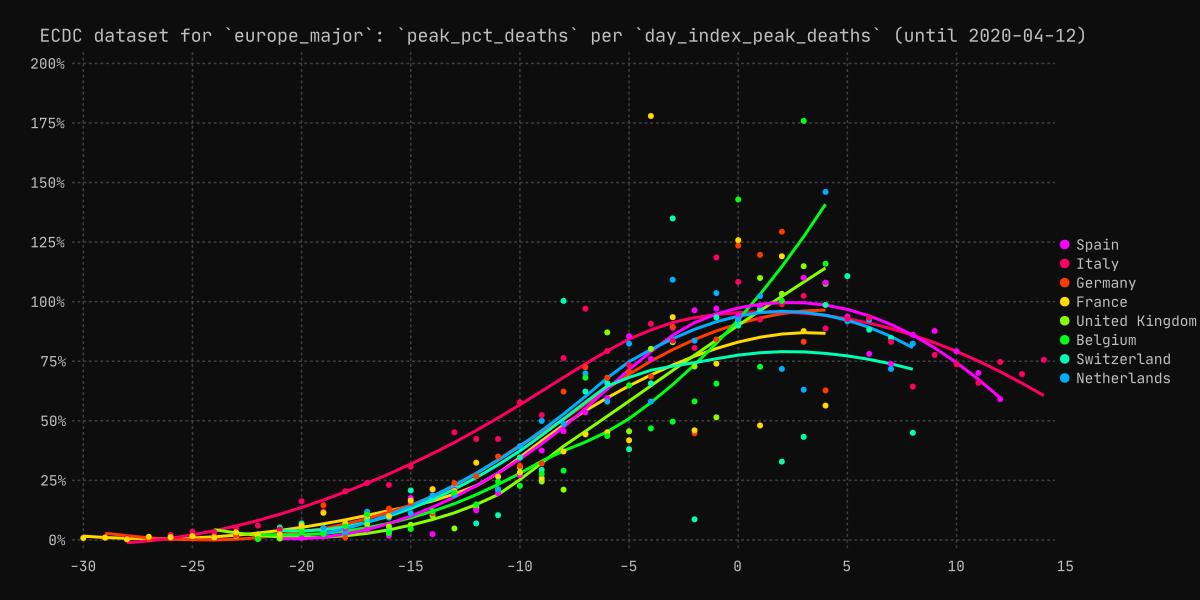 ECDC dataset for `europe_major`: `peak_pct_deaths` per `day_index_peak_deaths` (until 2020-04-12)
200%
175%
150%
125%
100%
75%
50%
25%
0%
-30 -25 -20 -15 -10 -5 0 5 10 15
Spain
Italy
Germany
France
United Kingdom
Belgium
Switzerland
Netherlands